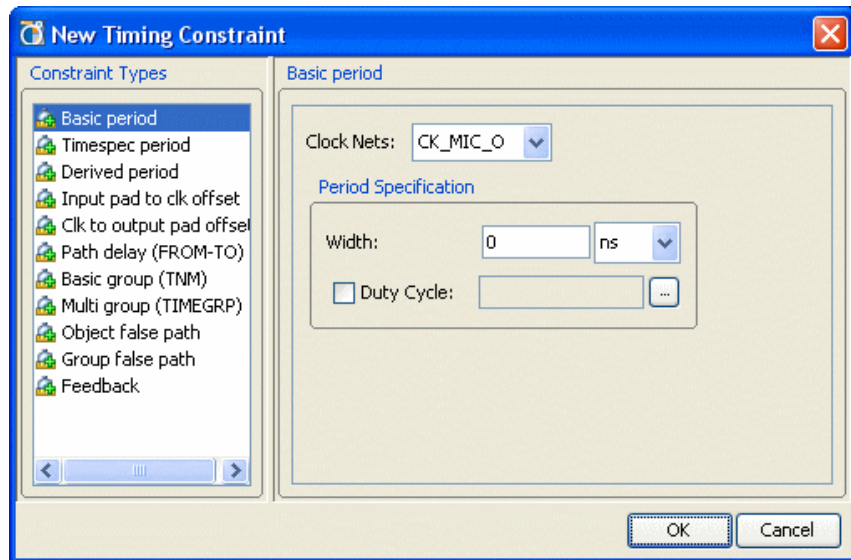 New Timing Constraint
Constraint Types
Basic period
Timespec period
Derived period
Input pad to clk offset
Clk to output pad offset
Path delay (FROM-TO)
Basic group (TNM)
Multi group (TIMEGRP)
Object false path
Group false path
Feedback
Basic period
Clock Nets: CK_MIC_O
Period Specification
Width: 0 ns
Duty Cycle: ...
OK Cancel